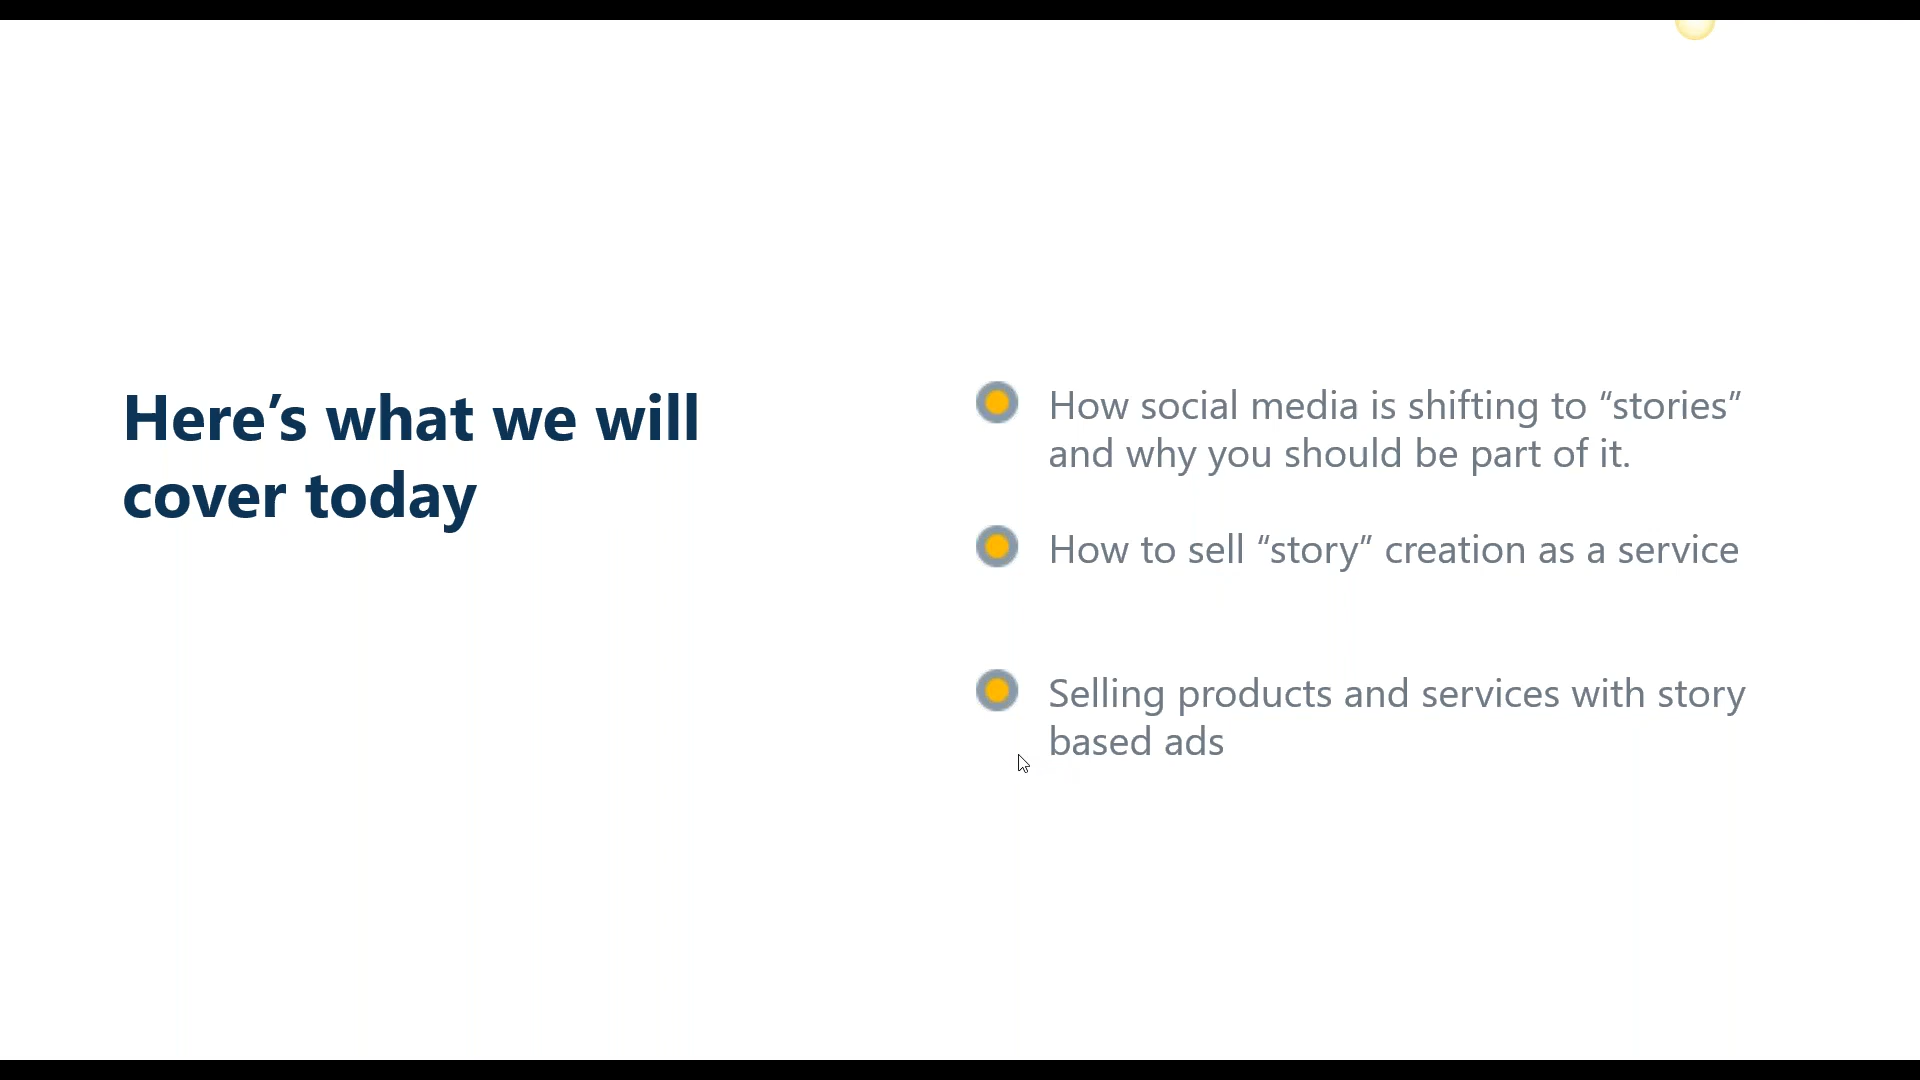 Here’s what we will
cover today
How social media is shifting to “stories”
and why you should be part of it.
How to sell “story” creation as a service
Selling products and services with story
based ads